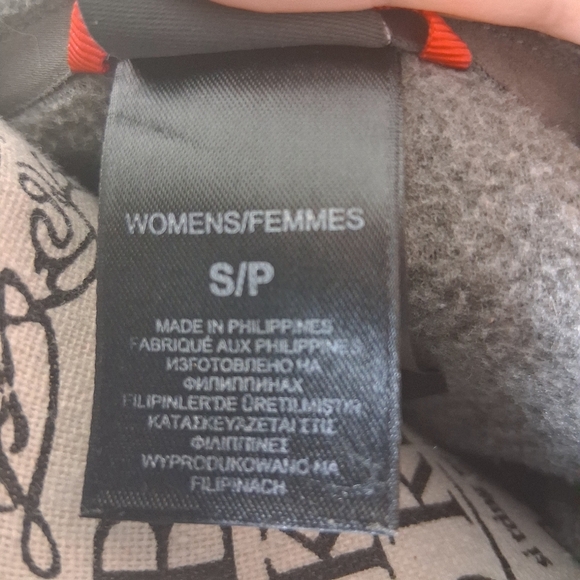 WOMENS/FEMMES
S/P
MADE IN PHILIPPINES
FABRIQUÉ AUX PHILIPPINES
ИЗГОТОВЛЕНО НА
ФИЛИППИНАХ
FILIPINLER'DE ÜRETILMISTIR
ΚΑΤΑΣΚΕΥΑΖΕΤΑΙ ΣΤΙΣ
ΦΙΛΙΠΠΙΝΕΣ
WYPRODUKOWANO NA
FILIPINACH